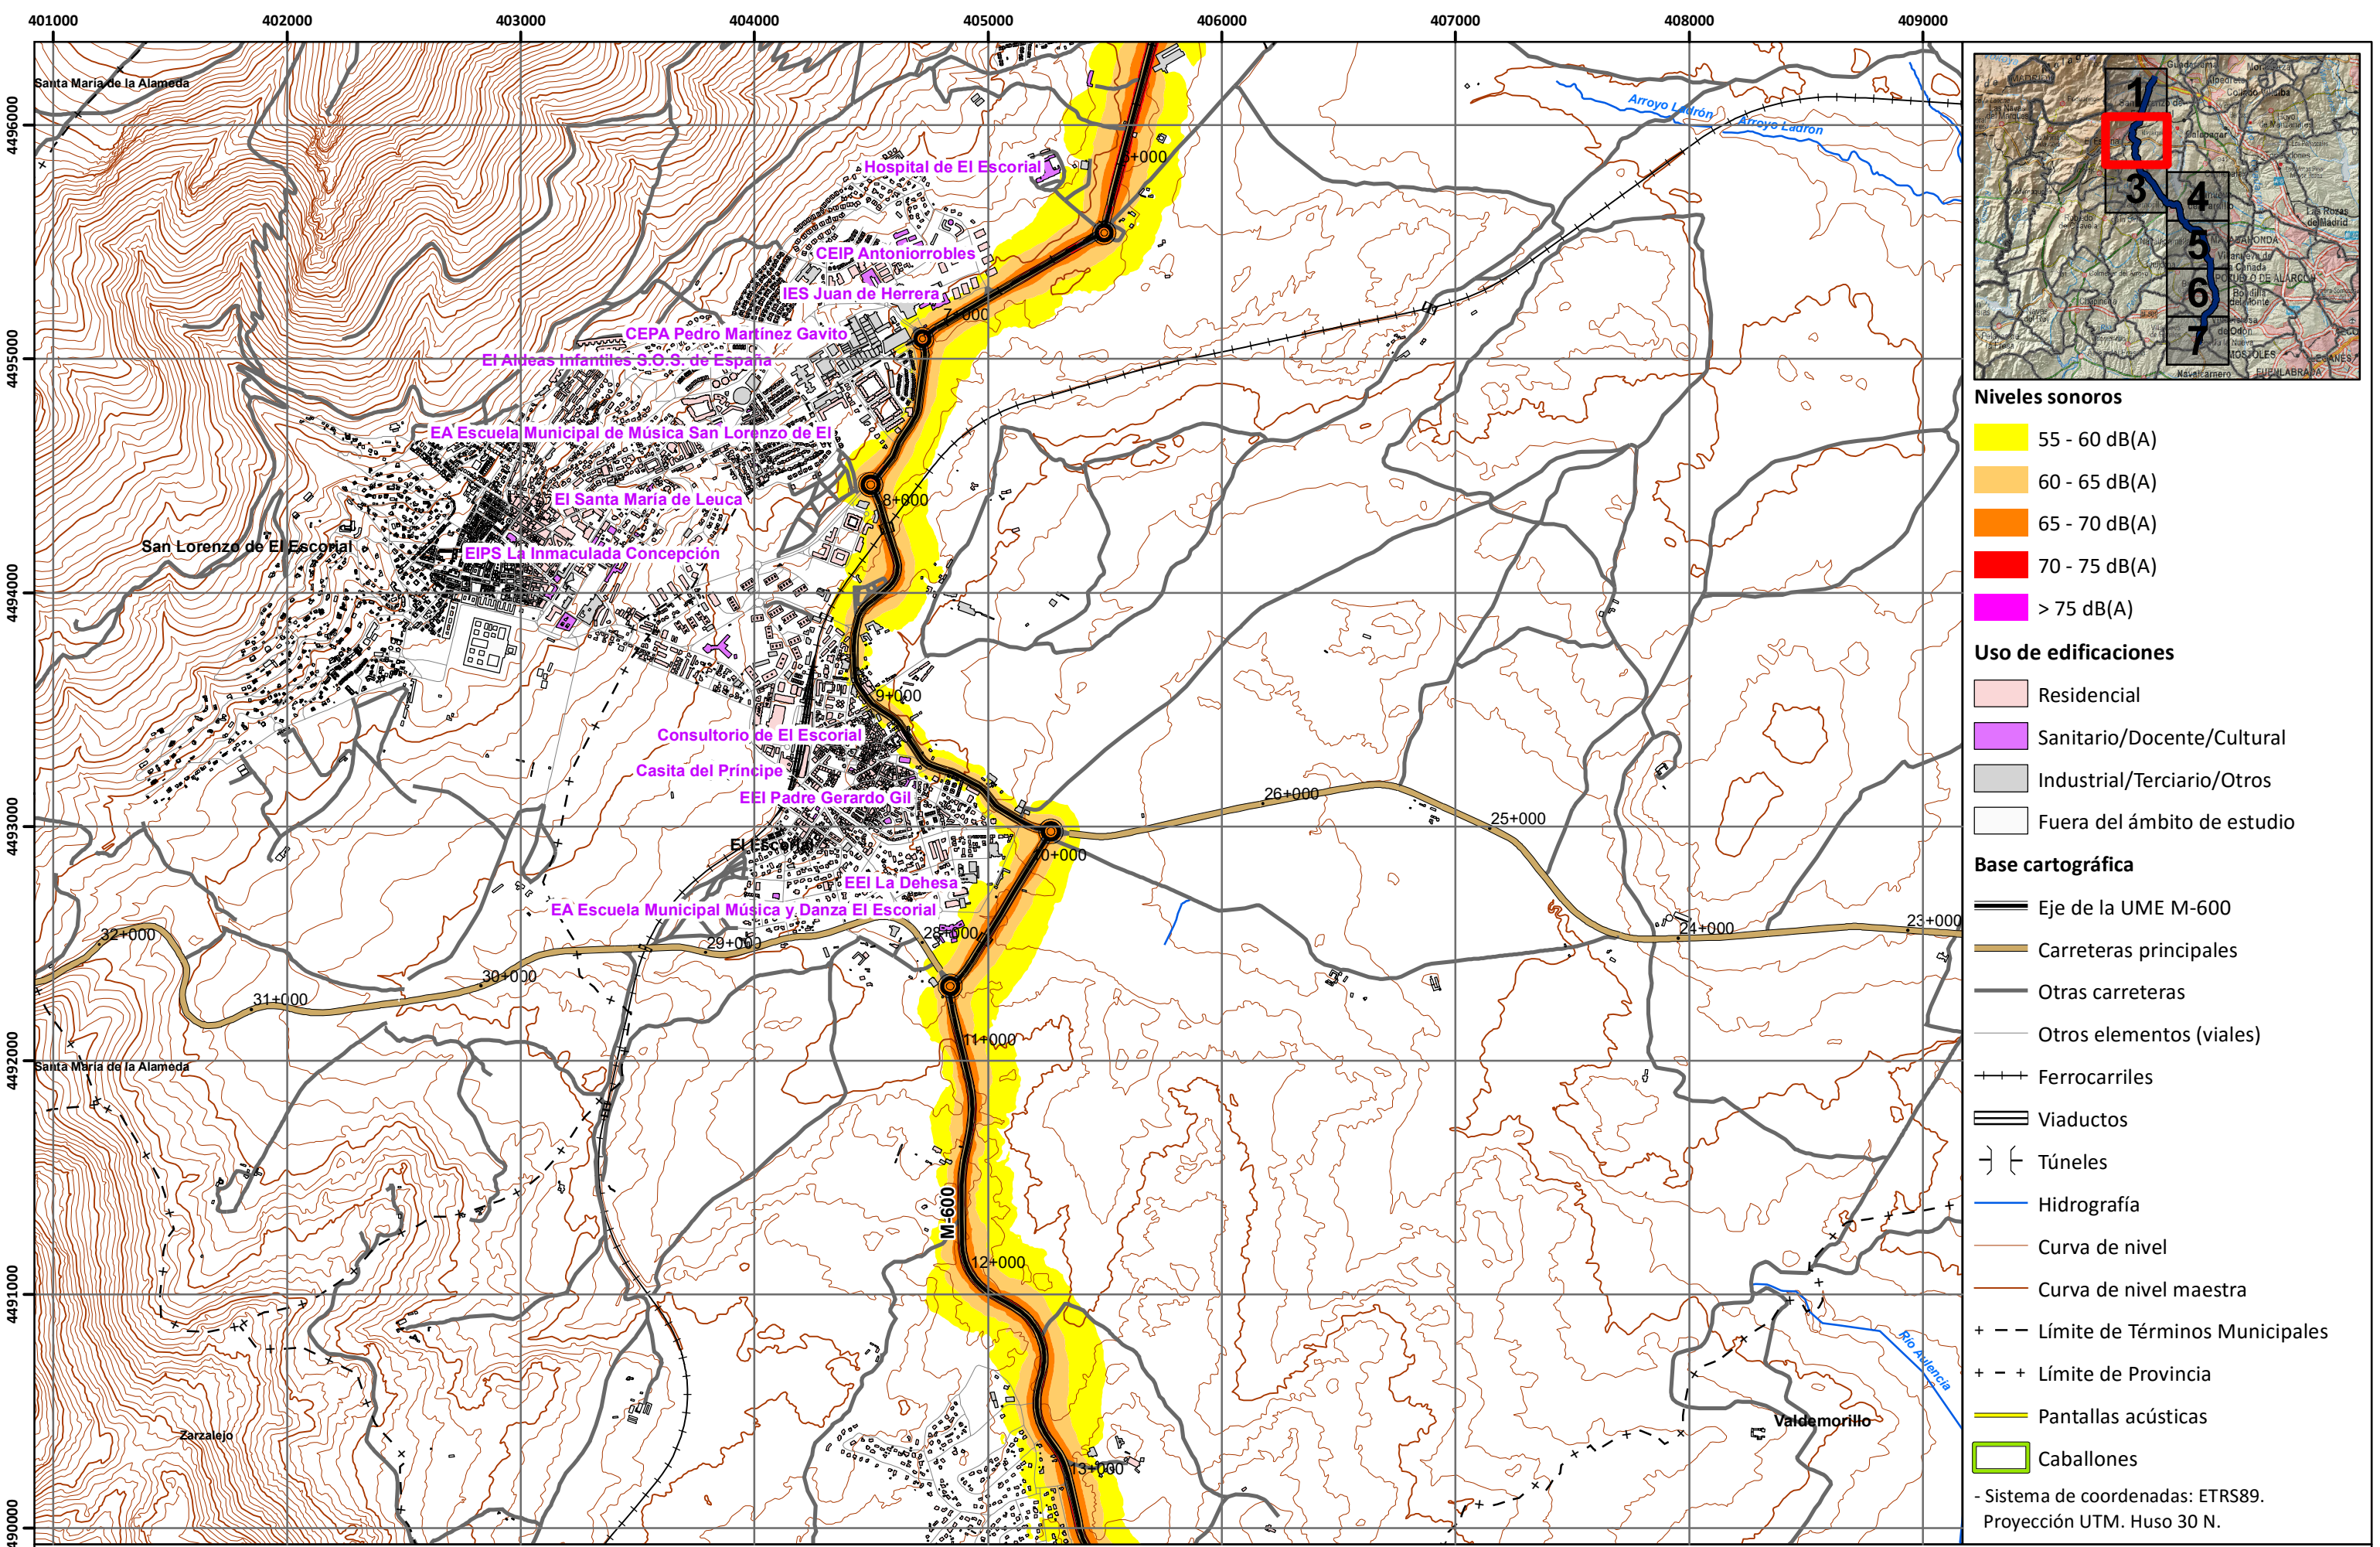 401000 402000 403000 404000 405000 406000 407000 408000 409000
4496000
4495000
4494000
4493000
4492000
4491000
4490000
Santa María de la Alameda
Arroyo Ladrón
Arroyo Ladron
6+000
Hospital de El Escorial
CEIP Antoniorrobles
IES Juan de Herrera
7+000
CEPA Pedro Martínez Gavito
El Aldeas Infantiles S.O.S. de España
EA Escuela Municipal de Música San Lorenzo de El
El Santa María de Leuca
8+000
San Lorenzo de El Escorial
EIPS La Inmaculada Concepción
9+000
Consultorio de El Escorial
Casita del Príncipe
EEI Padre Gerardo Gil
26+000
25+000
El Escorial
10+000
EEI La Dehesa
EA Escuela Municipal Música y Danza El Escorial
32+000
29+000
28+000
24+000
23+000
30+000
31+000
11+000
Santa María de la Alameda
M-600
12+000
Río Aulencia
Valdemorillo
Zarzalejo
13+000
1
3
4
5
6
7
Calapagar
Las Rozas
del Madrid
Navalcarnero
Niveles sonoros
55 - 60 dB(A)
60 - 65 dB(A)
65 - 70 dB(A)
70 - 75 dB(A)
> 75 dB(A)
Uso de edificaciones
Residencial
Sanitario/Docente/Cultural
Industrial/Terciario/Otros
Fuera del ámbito de estudio
Base cartográfica
Eje de la UME M-600
Carreteras principales
Otras carreteras
Otros elementos (viales)
Ferrocarriles
Viaductos
Túneles
Hidrografía
Curva de nivel
Curva de nivel maestra
Límite de Términos Municipales
Límite de Provincia
Pantallas acústicas
Caballones
- Sistema de coordenadas: ETRS89.
Proyección UTM. Huso 30 N.